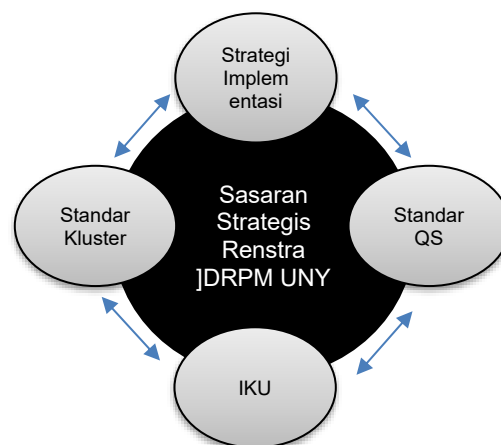 Strategi
Implem
entasi
Standar
Kluster
Sasaran
Strategis
Renstra
]DRPM UNY
Standar
QS
IKU